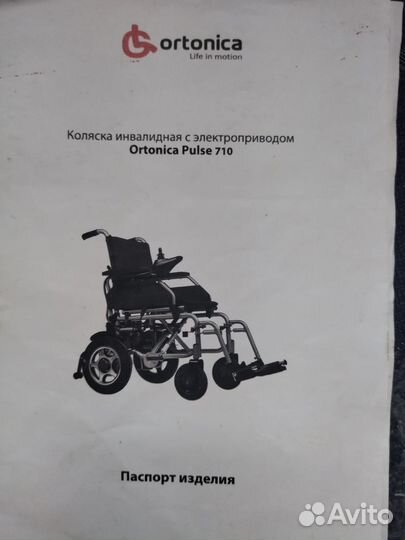 ortonica
Life in motion
Коляска инвалидная с электроприводом
Ortonica Pulse 710
Паспорт изделия
Avito